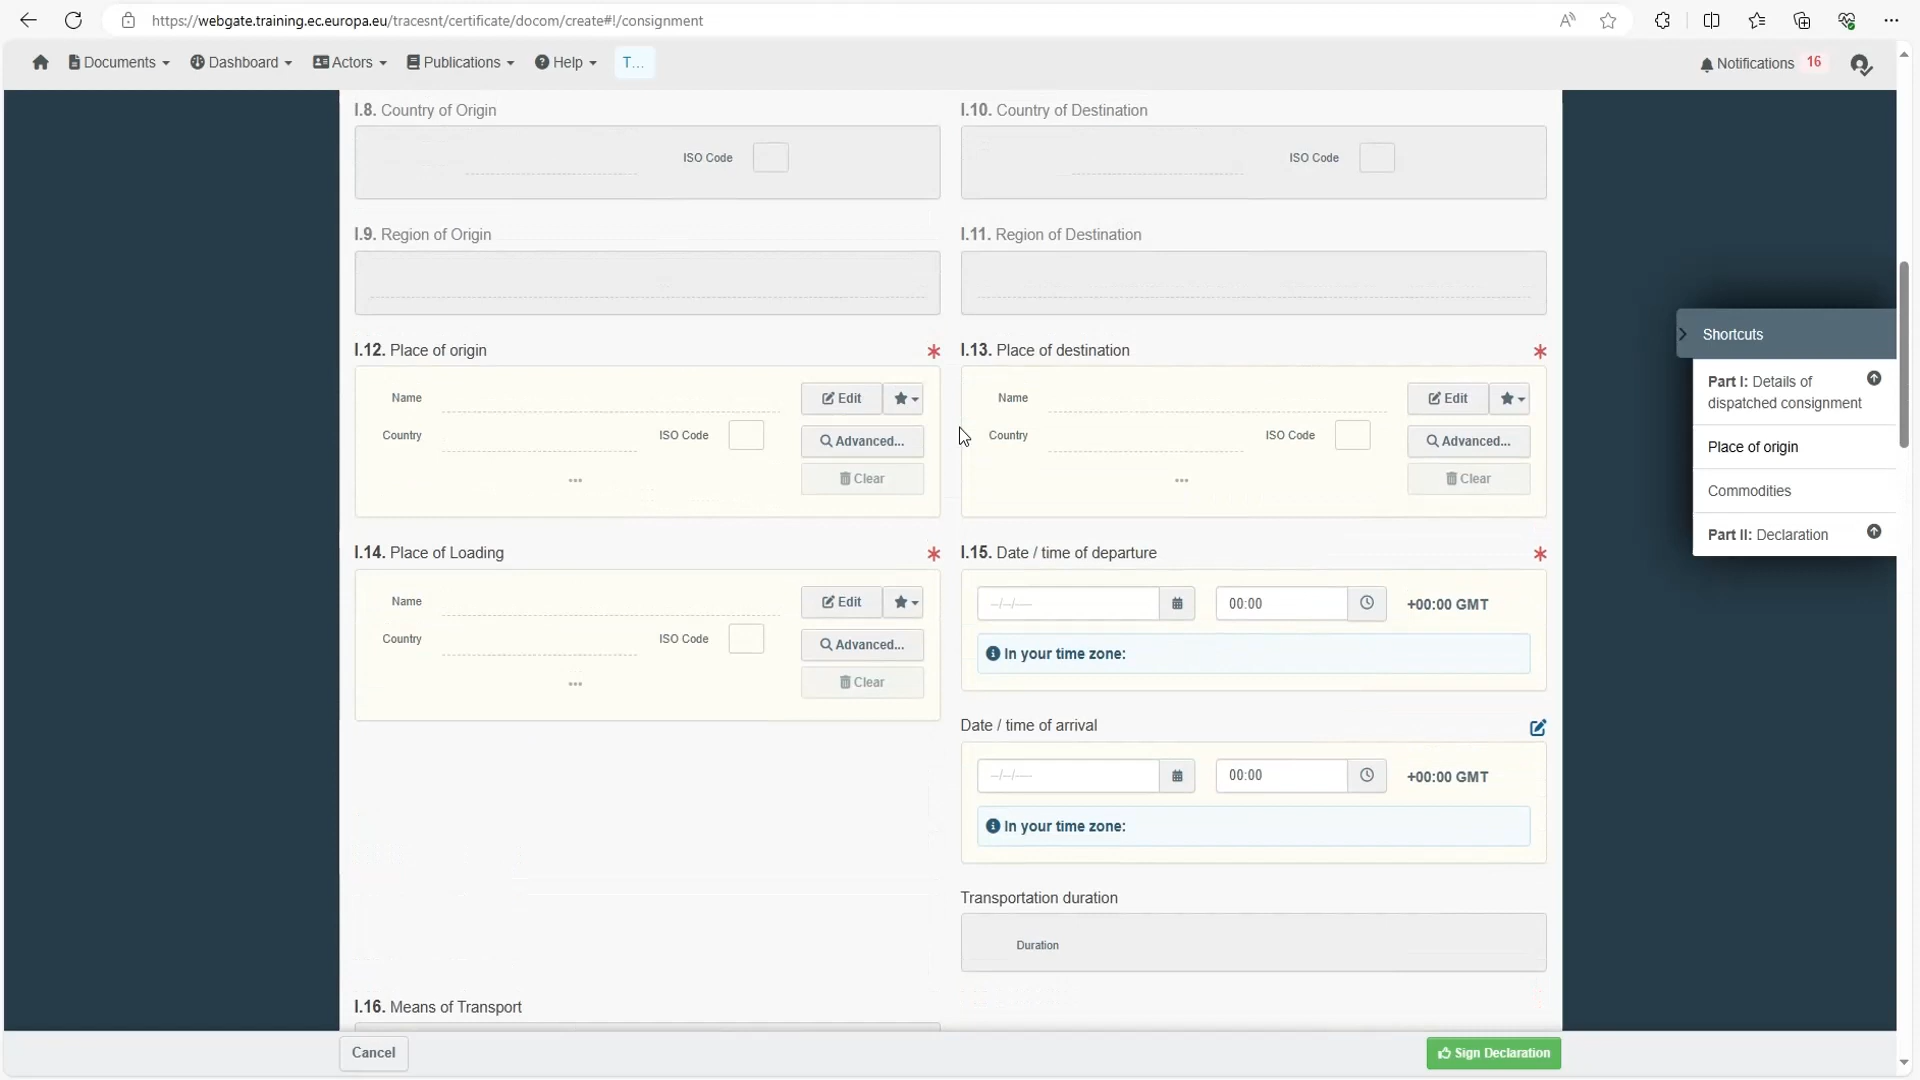 https://webgate.training.ec.europa.eu/tracesnt/certificate/docom/create#!/consignment
Documents Dashboard Actors Publications Help T... Notifications 16
I.8. Country of Origin
ISO Code
I.10. Country of Destination
ISO Code
I.9. Region of Origin
I.11. Region of Destination
I.12. Place of origin *
Name
Edit
Country
ISO Code
Advanced...
...
Clear
I.13. Place of destination *
Name
Edit
Country
ISO Code
Advanced...
...
Clear
I.14. Place of Loading *
Name
Edit
Country
ISO Code
Advanced...
...
Clear
I.15. Date / time of departure *
--/--/----
00:00
+00:00 GMT
In your time zone:
Date / time of arrival
--/--/----
00:00
+00:00 GMT
In your time zone:
Transportation duration
Duration
I.16. Means of Transport
Shortcuts
Part I: Details of
dispatched consignment
Place of origin
Commodities
Part II: Declaration
Cancel
Sign Declaration